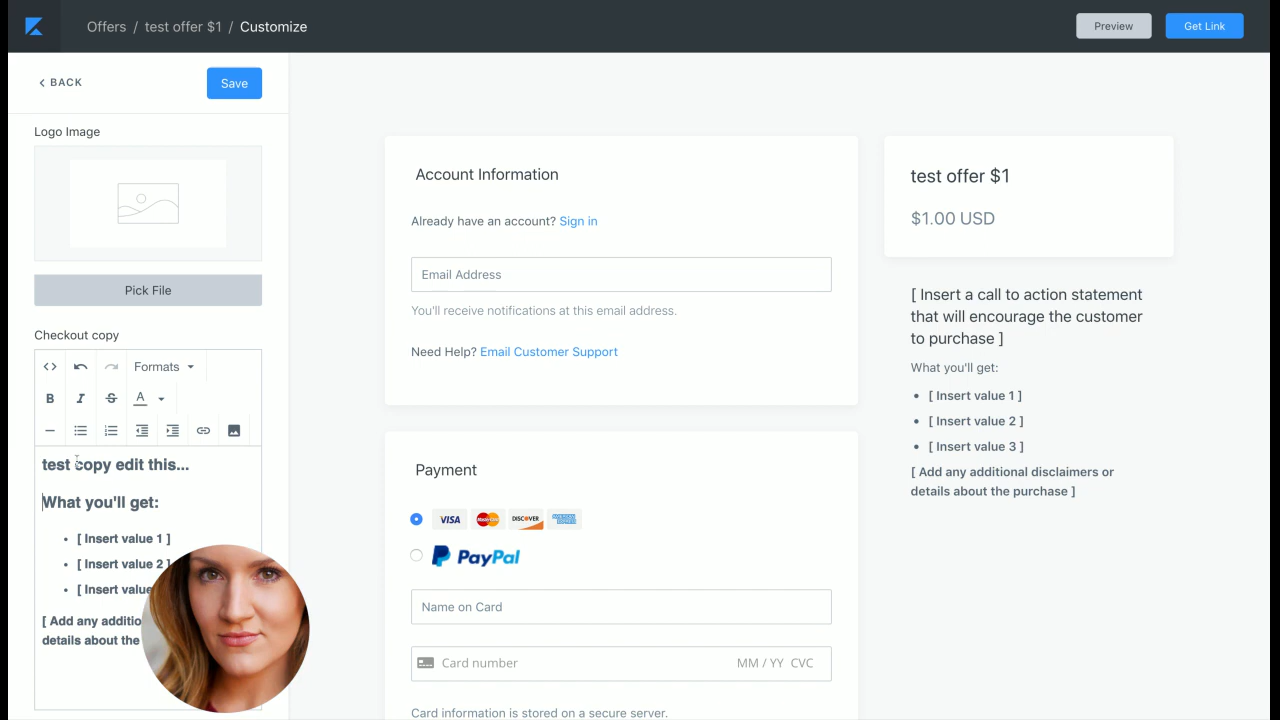 Offers / test offer $1 / Customize
Preview
Get Link
BACK
Save
Logo Image
Pick File
Checkout copy
Formats
B I S A
test copy edit this...
What you'll get:
[ Insert value 1 ]
[ Insert value 2 ]
[ Insert value
[ Add any additio
details about the
Account Information
Already have an account? Sign in
Email Address
You'll receive notifications at this email address.
Need Help? Email Customer Support
Payment
VISA MasterCard DISCOVER AMERICAN EXPRESS
PayPal
Name on Card
Card number MM / YY CVC
Card information is stored on a secure server.
test offer $1
$1.00 USD
[ Insert a call to action statement
that will encourage the customer
to purchase ]
What you'll get:
[ Insert value 1 ]
[ Insert value 2 ]
[ Insert value 3 ]
[ Add any additional disclaimers or
details about the purchase ]